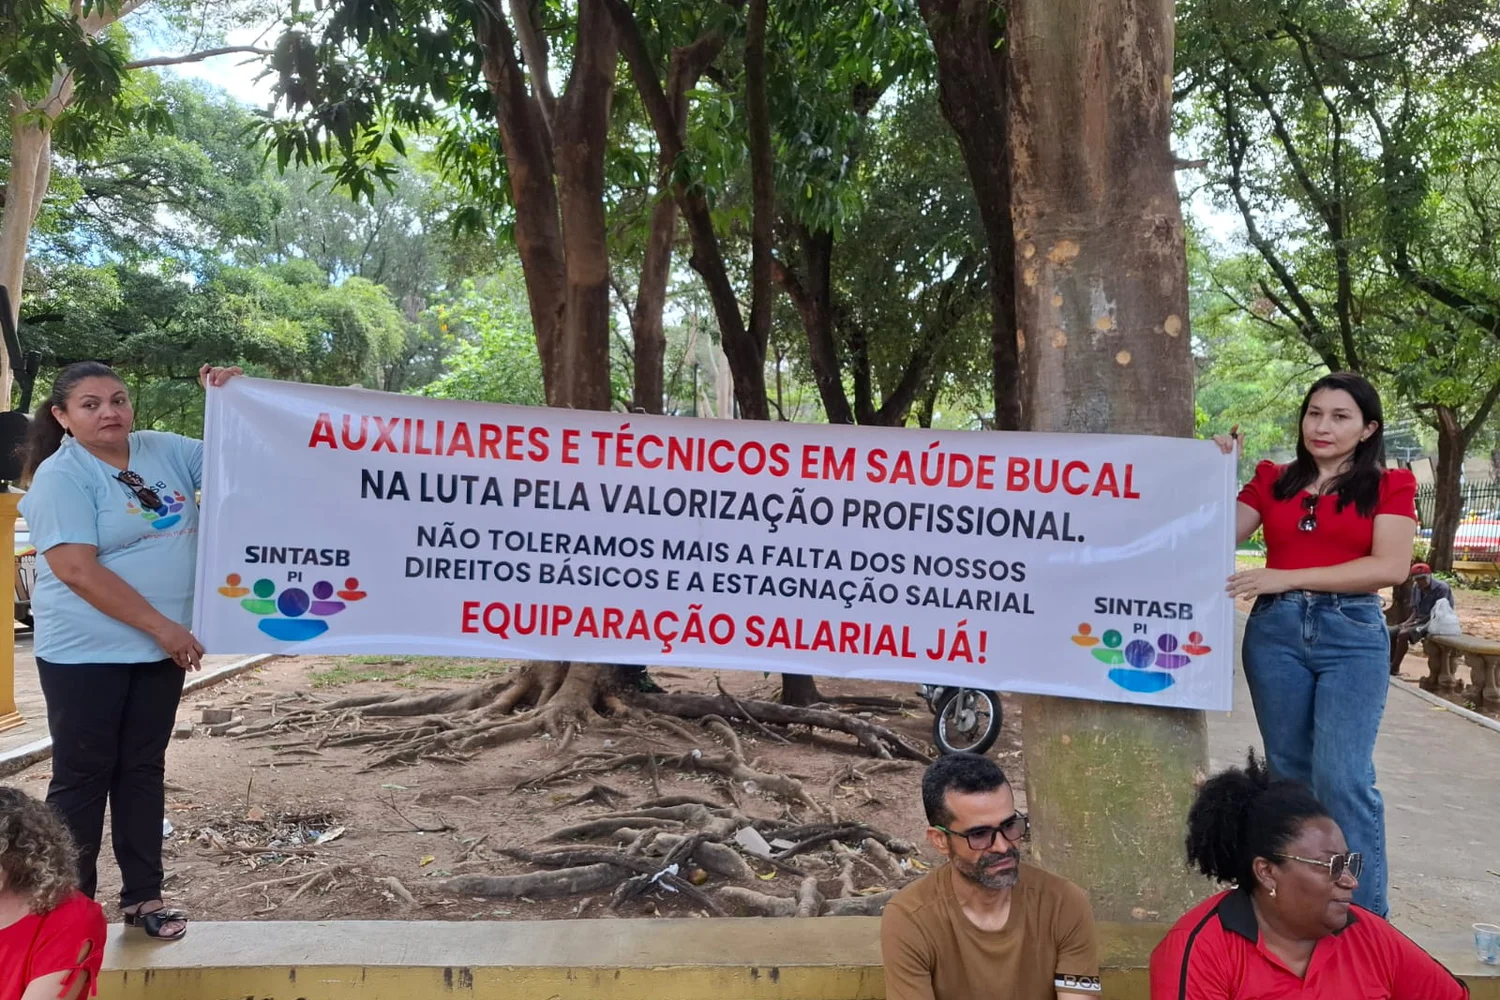 AUXILIARES E TÉCNICOS EM SAÚDE BUCAL
NA LUTA PELA VALORIZAÇÃO PROFISSIONAL.
NÃO TOLERAMOS MAIS A FALTA DOS NOSSOS
DIREITOS BÁSICOS E A ESTAGNAÇÃO SALARIAL
EQUIPARAÇÃO SALARIAL JÁ!
SINTASB
PI
SINTASB
PI
BOS